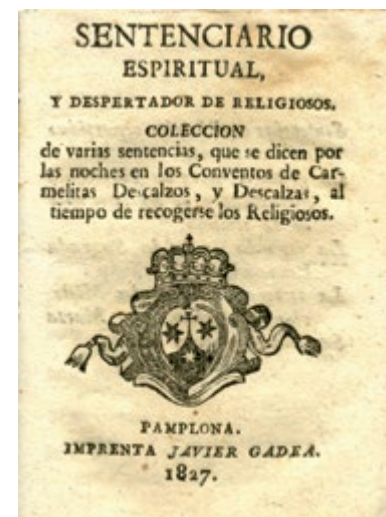 SENTENCIARIO
ESPIRITUAL,
Y DESPERTADOR DE RELIGIOSOS.
COLECCION
de varias sentencias, que se dicen por
las noches en los Conventos de Car-
melitas Descalzos, y Descalzas, al
tiempo de recogerse los Religiosos.
PAMPLONA.
IMPRENTA JAVIER GADEA.
1827.